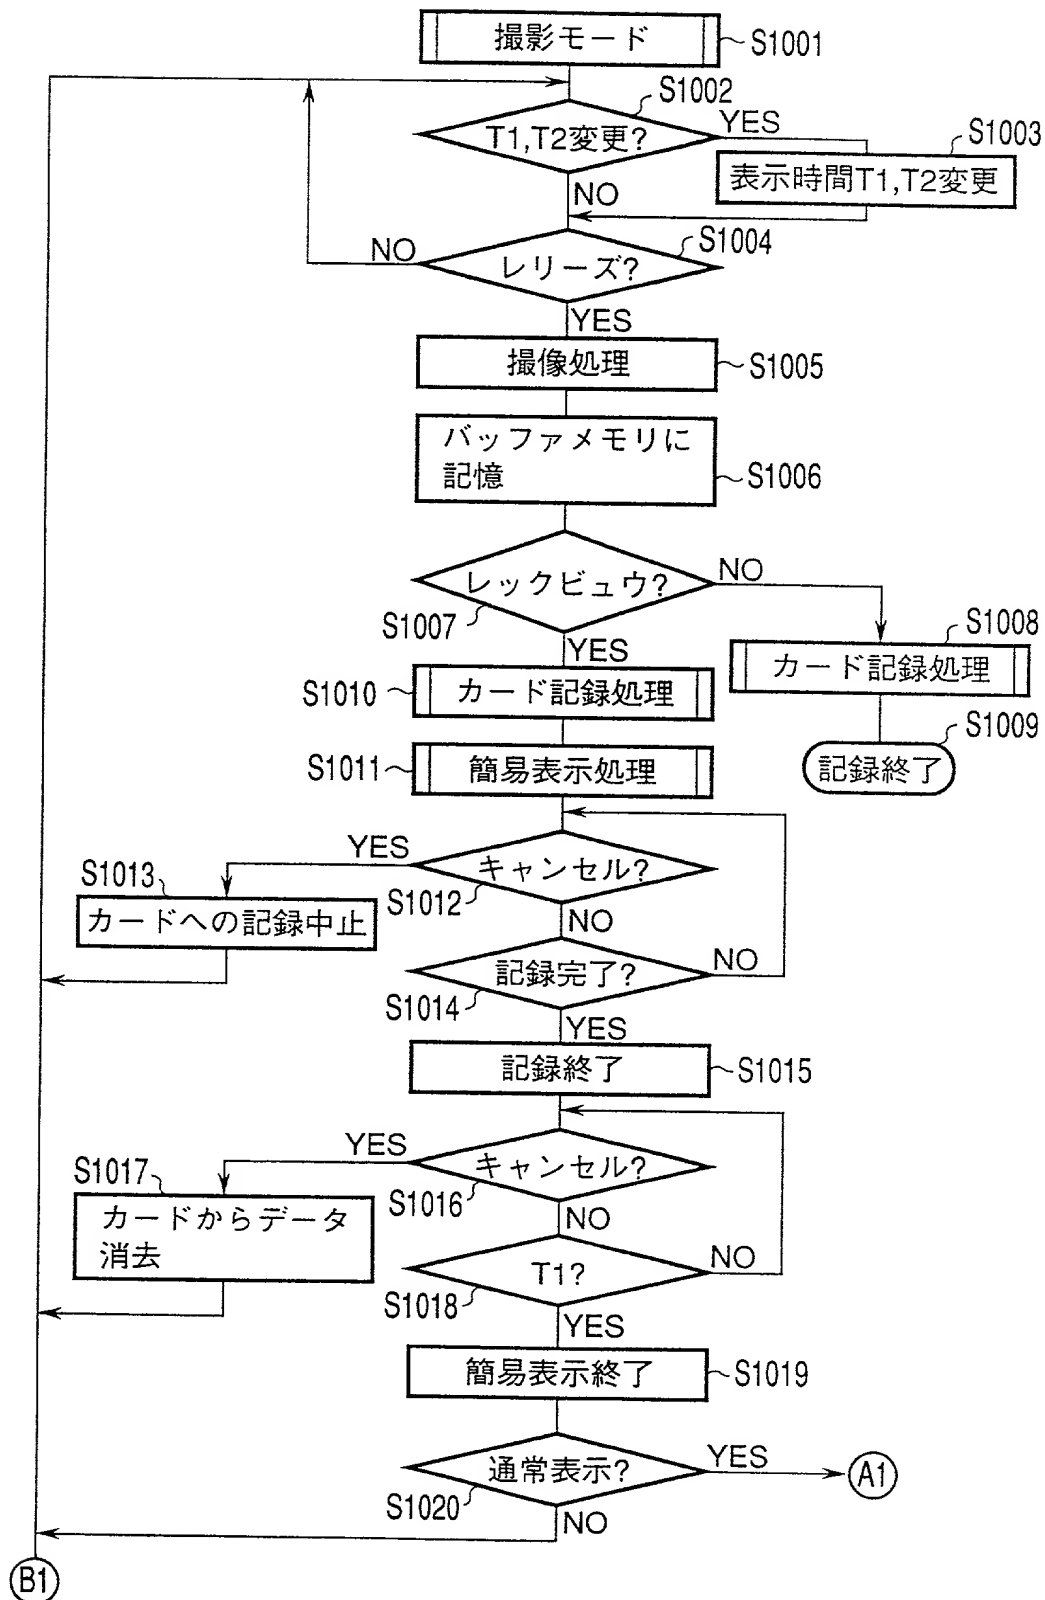 撮影モード
S1001
S1002
T1,T2変更?
YES
S1003
表示時間T1,T2変更
NO
S1004
レリーズ?
NO
YES
撮像処理
S1005
バッファメモリに
記憶
S1006
レックビュウ?
NO
S1007
YES
S1008
カード記録処理
S1009
記録終了
S1010
カード記録処理
S1011
簡易表示処理
キャンセル?
YES
S1012
S1013
カードへの記録中止
NO
記録完了?
NO
S1014
YES
記録終了
S1015
キャンセル?
YES
S1016
S1017
カードからデータ
消去
NO
T1?
NO
S1018
YES
簡易表示終了
S1019
通常表示?
YES
A1
S1020
NO
B1